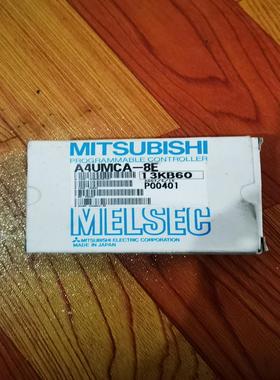 MITSUBISHI
PROGRAMMABLE CONTROLLER
A4UMCA-8E
13KB60
P00401
MELSEC
MITSUBISHI ELECTRIC CORPORATION
MADE IN JAPAN